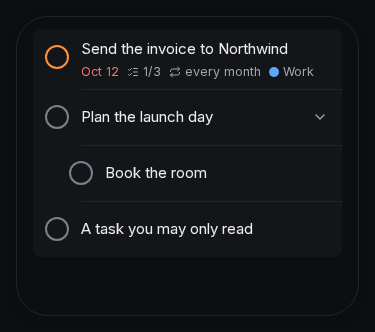 Send the invoice to Northwind
Oct 12 1/3 every month Work
Plan the launch day
Book the room
A task you may only read